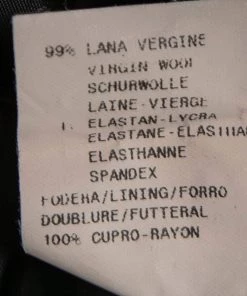 99% LANA VERGINE
VIRGIN WOOL
SCHURWOLLE
LAINE-VIERGE
1. ELASTAN-LYCRA
ELASTANE-ELASTHAN
ELASTHANNE
SPANDEX
FODERA/LINING/FORRO
DOUBLURE/FUTTERAL
100% CUPRO-RAYON